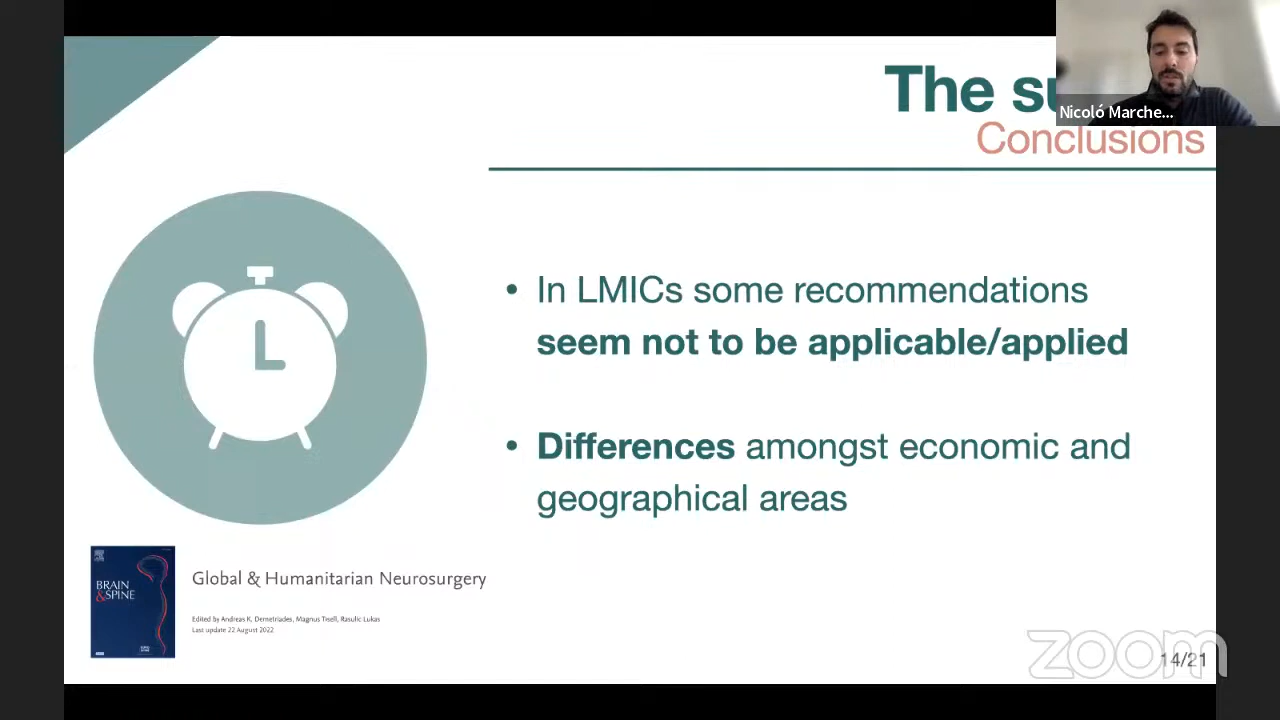 The su
Nicoló Marche...
Conclusions
• In LMICs some recommendations
seem not to be applicable/applied
• Differences amongst economic and
geographical areas
BRAIN
&SPINE
Global & Humanitarian Neurosurgery
Edited by Andreas K. Demetriades, Magnus Tisell, Rasulic Lukas
Last update 22 August 2022
zoom
14/21